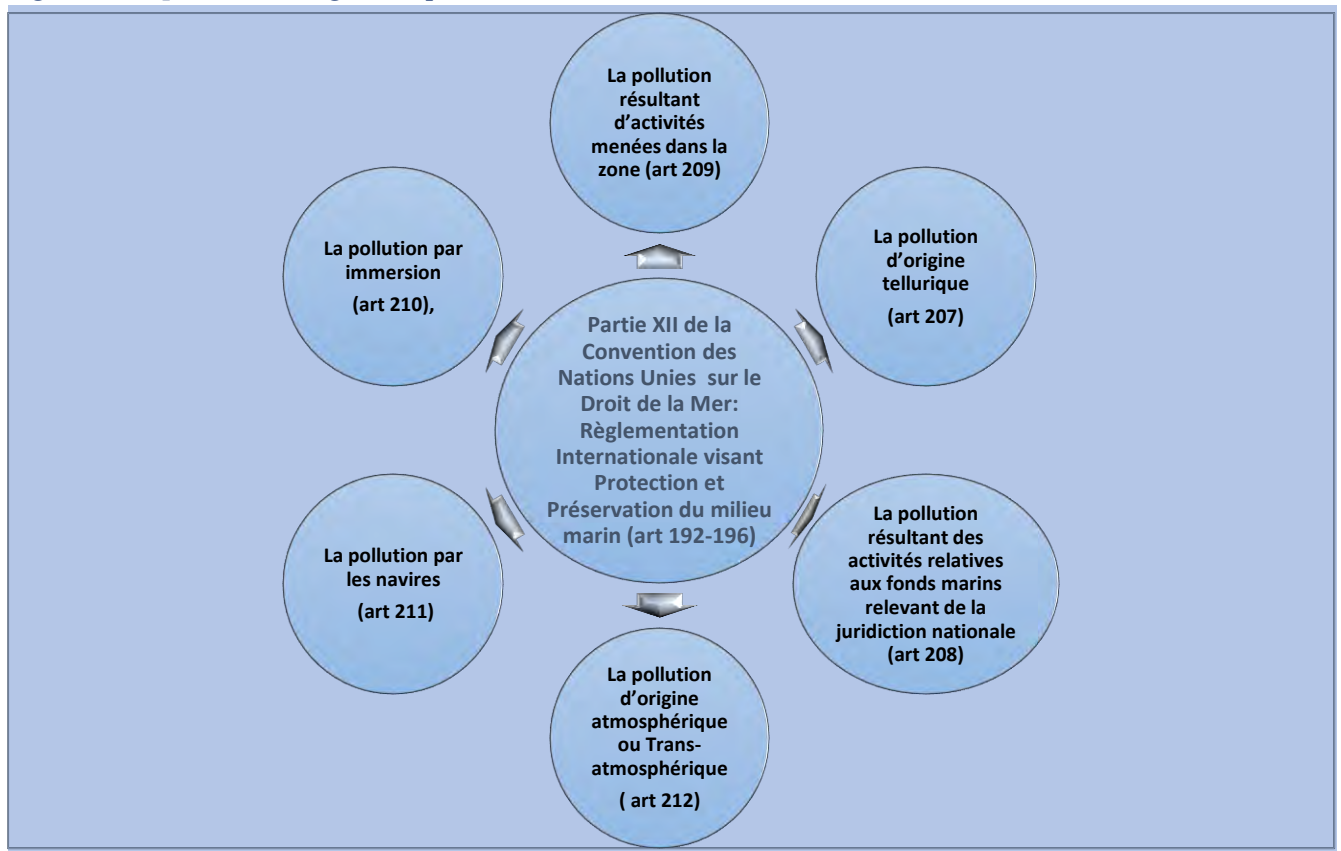 La pollution
résultant
d’activités
menées dans la
zone (art 209)
La pollution
d’origine
tellurique
(art 207)
La pollution
résultant des
activités relatives
aux fonds marins
relevant de la
juridiction nationale
(art 208)
La pollution
d’origine
atmosphérique
ou Trans-
atmosphérique
( art 212)
La pollution par
les navires
(art 211)
La pollution par
immersion
(art 210),
Partie XII de la
Convention des
Nations Unies  sur le
Droit de la Mer:
Règlementation
Internationale visant
Protection et
Préservation du milieu
marin (art 192-196)